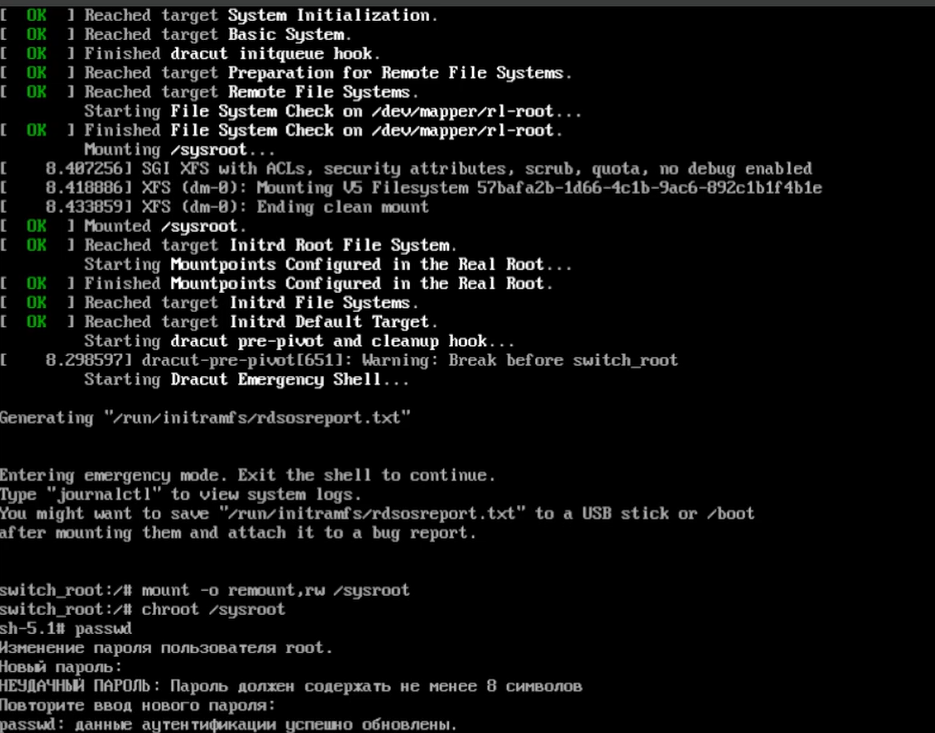 [  OK  ] Reached target System Initialization.
[  OK  ] Reached target Basic System.
[  OK  ] Finished dracut initqueue hook.
[  OK  ] Reached target Preparation for Remote File Systems.
[  OK  ] Reached target Remote File Systems.
         Starting File System Check on /dev/mapper/rl-root...
[  OK  ] Finished File System Check on /dev/mapper/rl-root.
         Mounting /sysroot...
[    8.407256] SGI XFS with ACLs, security attributes, scrub, quota, no debug enabled
[    8.418886] XFS (dm-0): Mounting V5 Filesystem 57bafa2b-1d66-4c1b-9ac6-892c1b1f4b1e
[    8.433859] XFS (dm-0): Ending clean mount
[  OK  ] Mounted /sysroot.
[  OK  ] Reached target Initrd Root File System.
         Starting Mountpoints Configured in the Real Root...
[  OK  ] Finished Mountpoints Configured in the Real Root.
[  OK  ] Reached target Initrd File Systems.
[  OK  ] Reached target Initrd Default Target.
         Starting dracut pre-pivot and cleanup hook...
[    8.298597] dracut-pre-pivot[651]: Warning: Break before switch_root
         Starting Dracut Emergency Shell...
Generating "/run/initramfs/rdsosreport.txt"
Entering emergency mode. Exit the shell to continue.
Type "journalctl" to view system logs.
You might want to save "/run/initramfs/rdsosreport.txt" to a USB stick or /boot
after mounting them and attach it to a bug report.
switch_root:/# mount -o remount,rw /sysroot
switch_root:/# chroot /sysroot
sh-5.1# passwd
Изменение пароля пользователя root.
Новый пароль:
НЕУДАЧНЫЙ ПАРОЛЬ: Пароль должен содержать не менее 8 символов
Повторите ввод нового пароля:
passwd: данные аутентификации успешно обновлены.